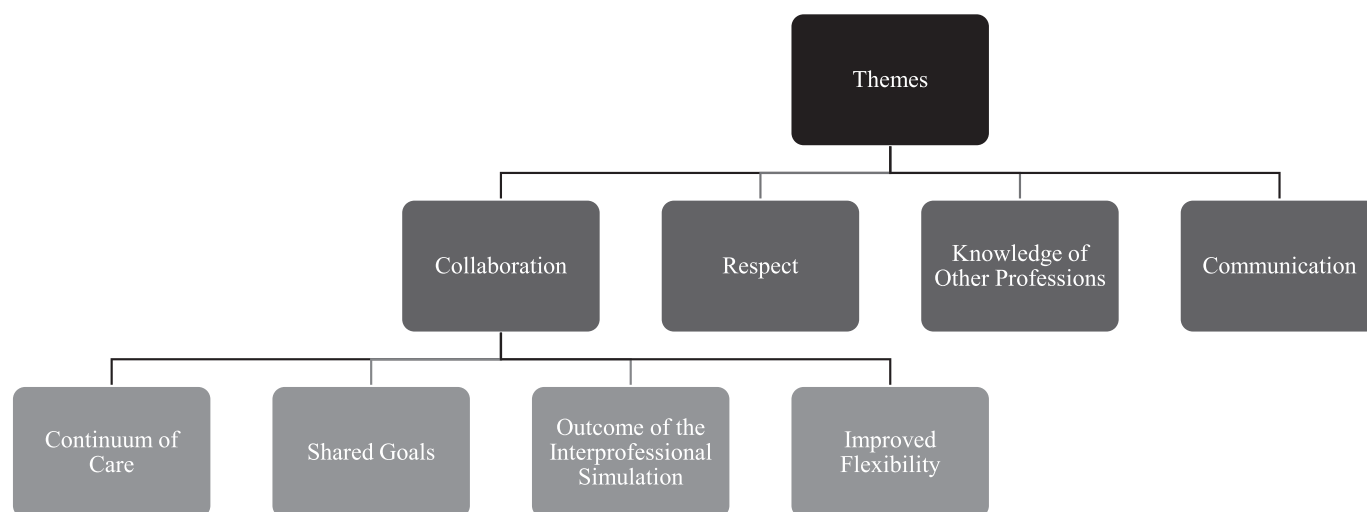 Themes
Collaboration
Respect
Knowledge of
Other Professions
Communication
Continuum of
Care
Shared Goals
Outcome of the
Interprofessional
Simulation
Improved
Flexibility